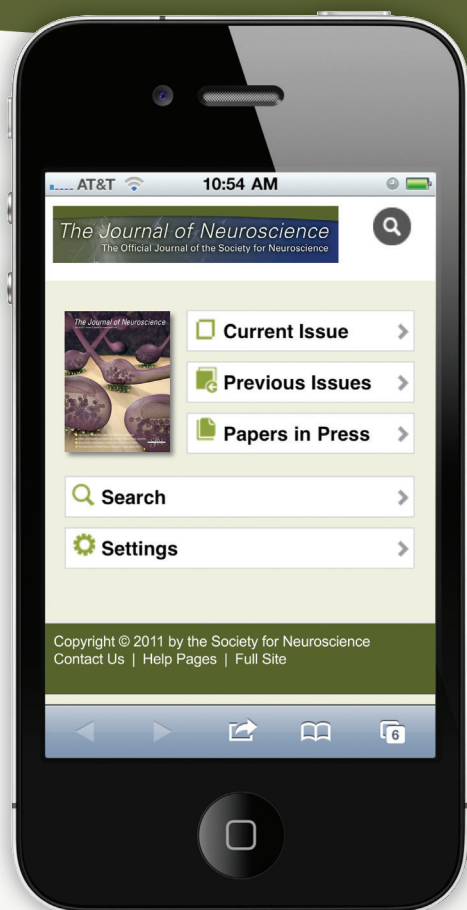 AT&T 10:54 AM
The Journal of Neuroscience
The Official Journal of the Society for Neuroscience
The Journal of Neuroscience
Current Issue
Previous Issues
Papers in Press
Search
Settings
Copyright © 2011 by the Society for Neuroscience
Contact Us | Help Pages | Full Site
6